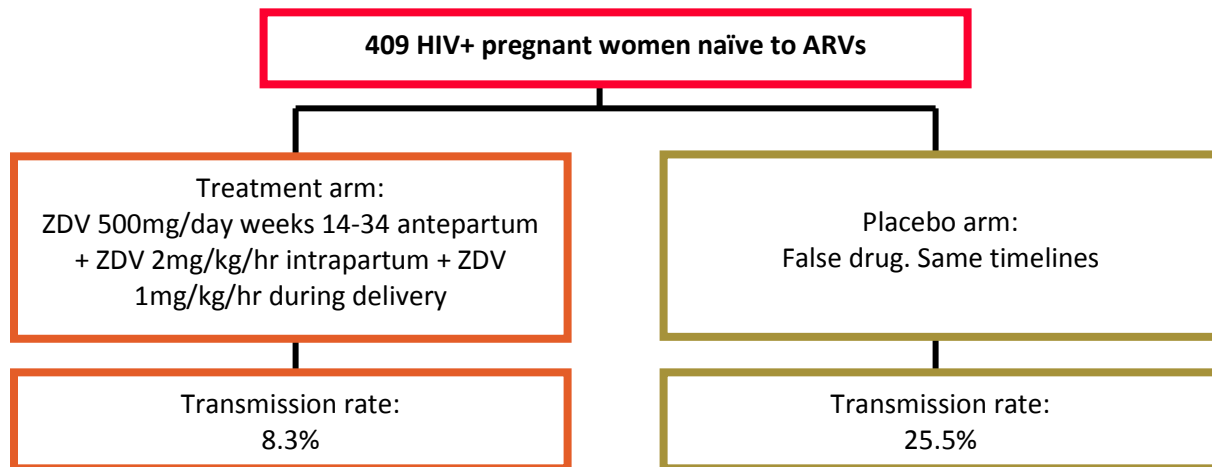 409 HIV+ pregnant women naïve to ARVs
Treatment arm:
ZDV 500mg/day weeks 14-34 antepartum
+ ZDV 2mg/kg/hr intrapartum + ZDV
1mg/kg/hr during delivery
Placebo arm:
False drug. Same timelines
Transmission rate:
8.3%
Transmission rate:
25.5%